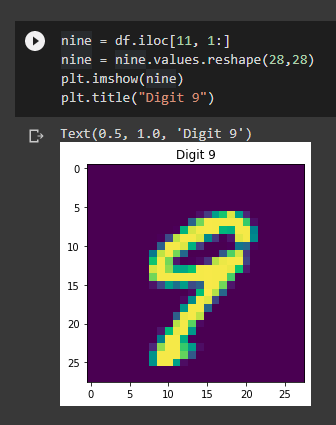 nine = df.iloc[11, 1:]
nine = nine.values.reshape(28,28)
plt.imshow(nine)
plt.title("Digit 9")
Text(0.5, 1.0, 'Digit 9')
Digit 9
0
5
10
15
20
25
0 5 10 15 20 25